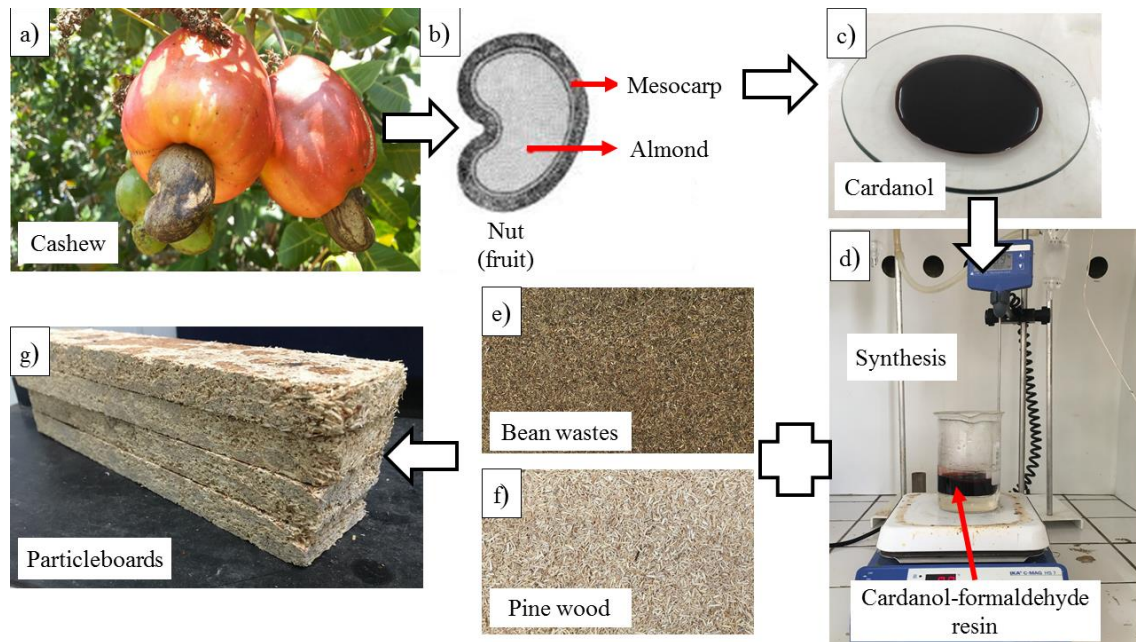 a)
Cashew
b)
Mesocarp
Almond
Nut
(fruit)
c)
Cardanol
d)
Synthesis
Cardanol-formaldehyde
resin
e)
Bean wastes
f)
Pine wood
g)
Particleboards